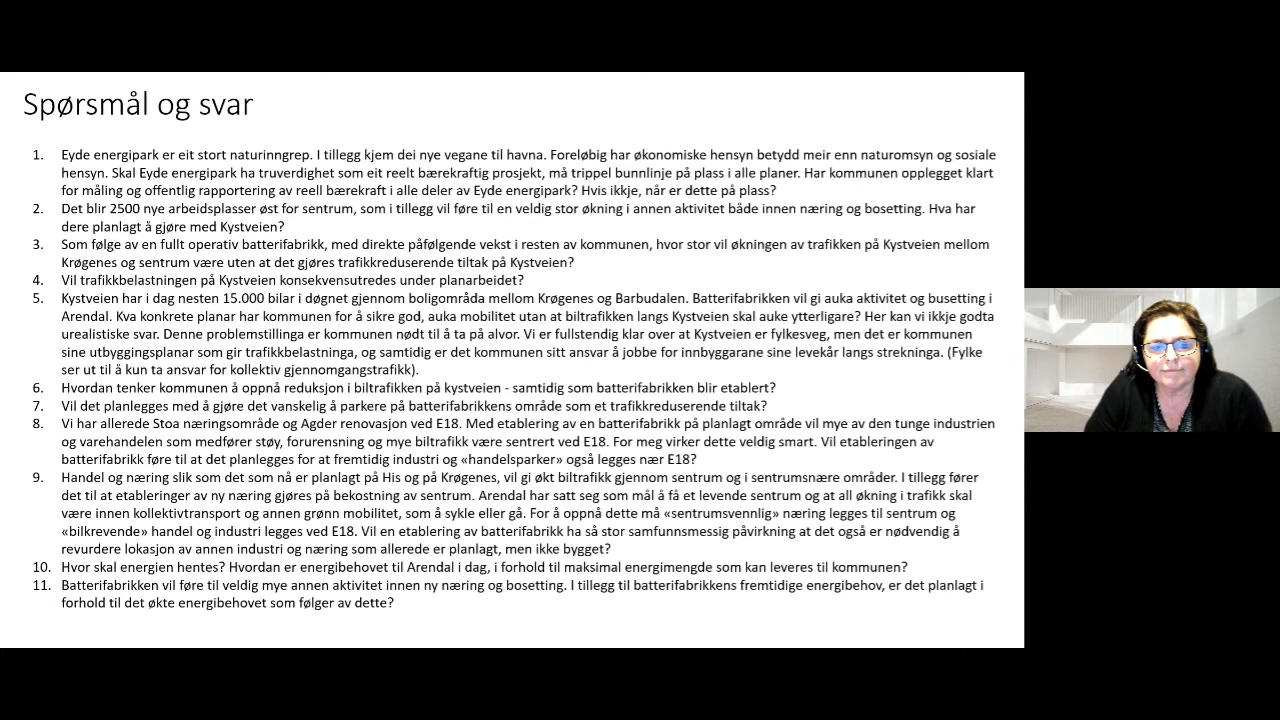 Spørsmål og svar
1. Eyde energipark er eit stort naturinngrep. I tillegg kjem dei nye vegane til havna. Foreløbig har økonomiske hensyn betydd meir enn naturomsyn og sosiale
hensyn. Skal Eyde energipark ha truverdighet som eit reelt bærekraftig prosjekt, må trippel bunnlinje på plass i alle planer. Har kommunen opplegget klart
for måling og offentlig rapportering av reell bærekraft i alle deler av Eyde energipark? Hvis ikkje, når er dette på plass?
2. Det blir 2500 nye arbeidsplasser øst for sentrum, som i tillegg vil føre til en veldig stor økning i annen aktivitet både innen næring og bosetting. Hva har
dere planlagt å gjøre med Kystveien?
3. Som følge av en fullt operativ batterifabrikk, med direkte påfølgende vekst i resten av kommunen, hvor stor vil økningen av trafikken på Kystveien mellom
Krøgenes og sentrum være uten at det gjøres trafikkreduserende tiltak på Kystveien?
4. Vil trafikkbelastningen på Kystveien konsekvensutredes under planarbeidet?
5. Kystveien har i dag nesten 15.000 bilar i døgnet gjennom boligområda mellom Krøgenes og Barbudalen. Batterifabrikken vil gi auka aktivitet og busetting i
Arendal. Kva konkrete planar har kommunen for å sikre god, auka mobilitet utan at biltrafikken langs Kystveien skal auke ytterligare? Her kan vi ikkje godta
urealistiske svar. Denne problemstillinga er kommunen nødt til å ta på alvor. Vi er fullstendig klar over at Kystveien er fylkesveg, men det er kommunen
sine utbyggingsplanar som gir trafikkbelastninga, og samtidig er det kommunen sitt ansvar å jobbe for innbyggarane sine levekår langs strekninga. (Fylke
ser ut til å kun ta ansvar for kollektiv gjennomgangstrafikk).
6. Hvordan tenker kommunen å oppnå reduksjon i biltrafikken på kystveien - samtidig som batterifabrikken blir etablert?
7. Vil det planlegges med å gjøre det vanskelig å parkere på batterifabrikkens område som et trafikkreduserende tiltak?
8. Vi har allerede Stoa næringsområde og Agder renovasjon ved E18. Med etablering av en batterifabrikk på planlagt område vil mye av den tunge industrien
og varehandelen som medfører støy, forurensning og mye biltrafikk være sentrert ved E18. For meg virker dette veldig smart. Vil etableringen av
batterifabrikk føre til at det planlegges for at fremtidig industri og «handelsparker» også legges nær E18?
9. Handel og næring slik som det som nå er planlagt på His og på Krøgenes, vil gi økt biltrafikk gjennom sentrum og i sentrumsnære områder. I tillegg fører
det til at etableringer av ny næring gjøres på bekostning av sentrum. Arendal har satt seg som mål å få et levende sentrum og at all økning i trafikk skal
være innen kollektivtransport og annen grønn mobilitet, som å sykle eller gå. For å oppnå dette må «sentrumsvennlig» næring legges til sentrum og
«bilkrevende» handel og industri legges ved E18. Vil en etablering av batterifabrikk ha så stor samfunnsmessig påvirkning at det også er nødvendig å
revurdere lokasjon av annen industri og næring som allerede er planlagt, men ikke bygget?
10. Hvor skal energien hentes? Hvordan er energibehovet til Arendal i dag, i forhold til maksimal energimengde som kan leveres til kommunen?
11. Batterifabrikken vil føre til veldig mye annen aktivitet innen ny næring og bosetting. I tillegg til batterifabrikkens fremtidige energibehov, er det planlagt i
forhold til det økte energibehovet som følger av dette?